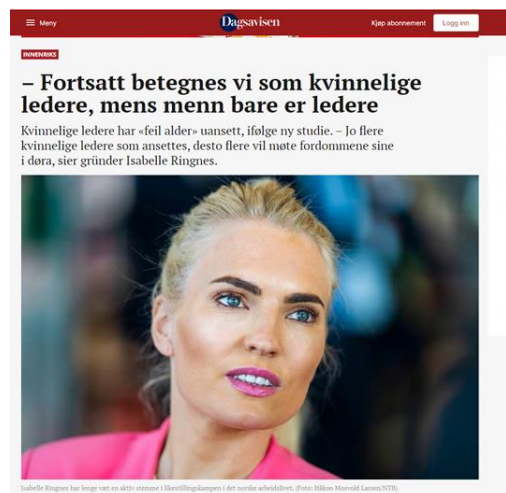 Meny
Dagsavisen
Kjøp abonnement
Logg inn
INNENRIKS
– Fortsatt betegnes vi som kvinnelige
ledere, mens menn bare er ledere
Kvinnelige ledere har «feil alder» uansett, ifølge ny studie. – Jo flere
kvinnelige ledere som ansettes, desto flere vil møte fordommene sine
i døra, sier gründer Isabelle Ringnes.
Isabelle Ringnes har lenge vært en aktiv stemme i likestillingskampen i det norske arbeidslivet. (Foto: Håkon Mosvold Larsen/NTB)